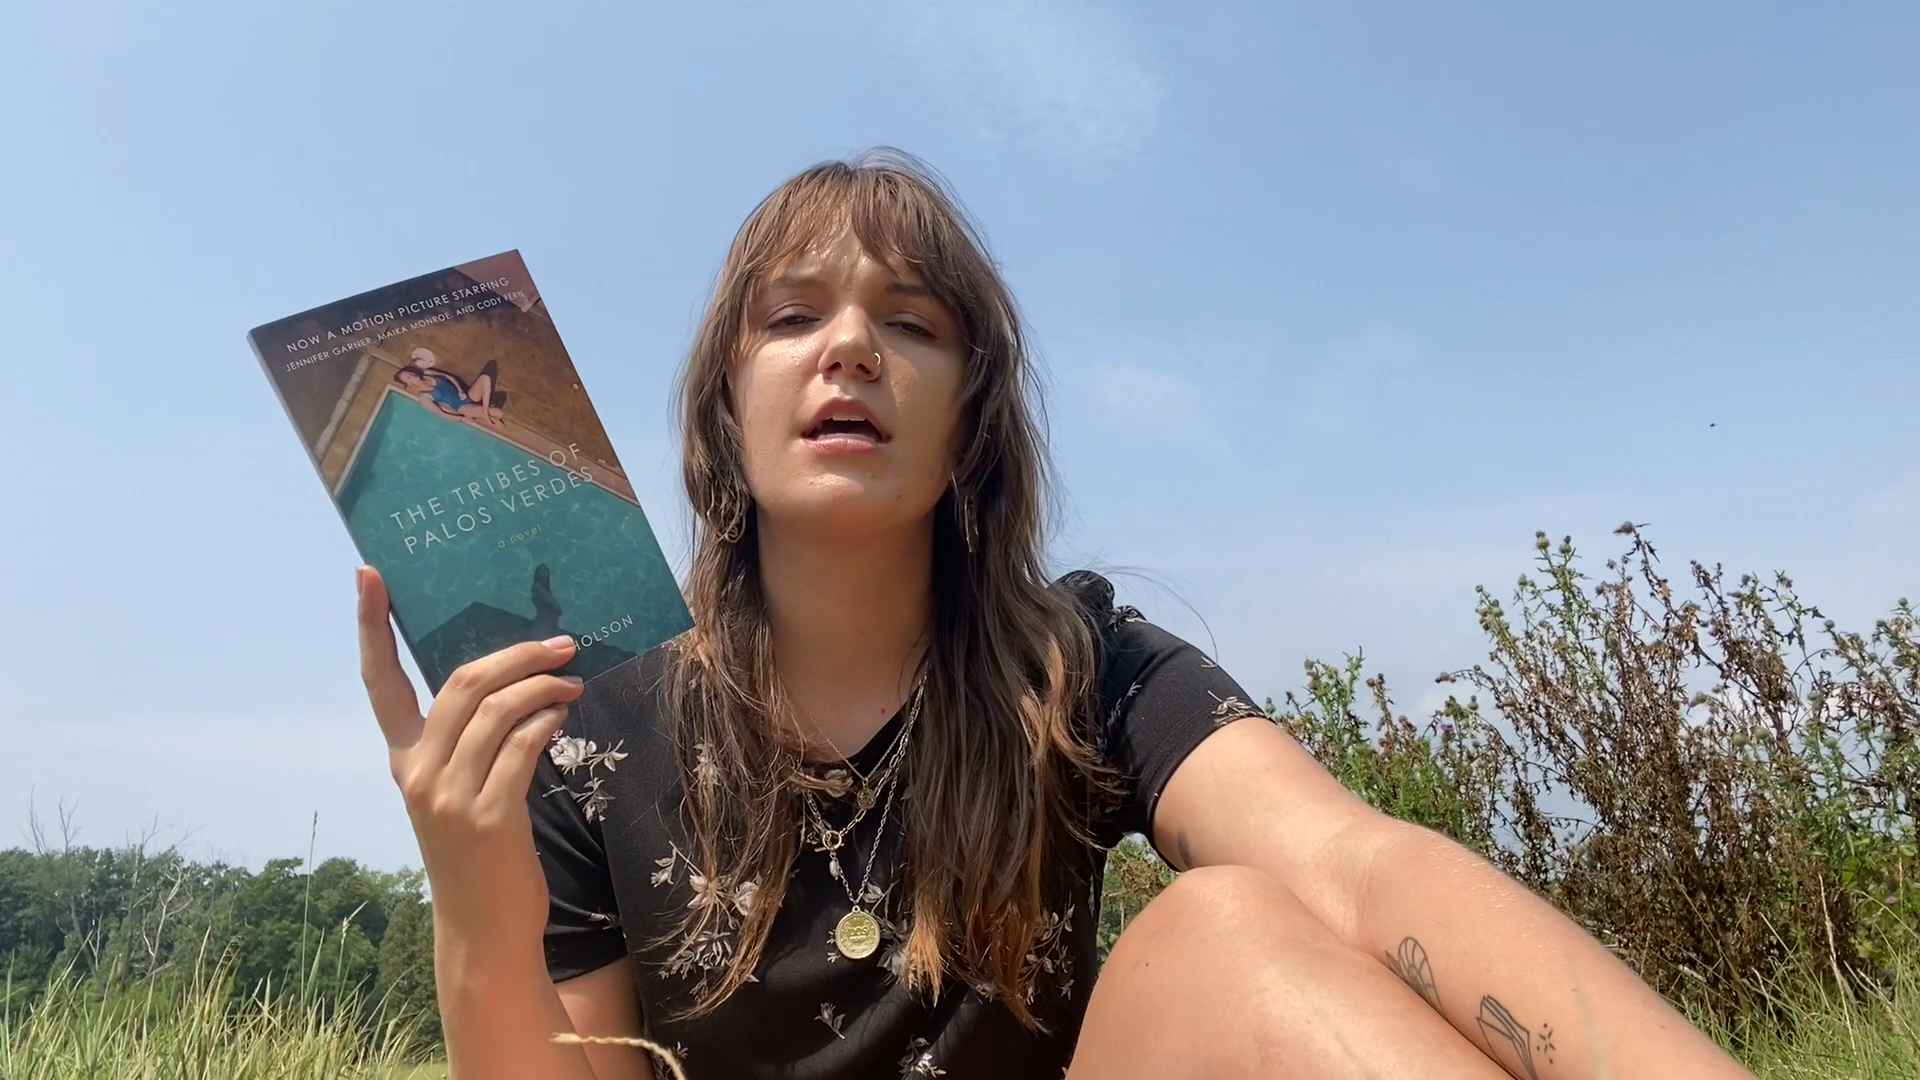 NOW A MOTION PICTURE STARRING
JENNIFER GARNER, MAIKA MONROE, AND CODY FERN
THE TRIBES OF
PALOS VERDES
a novel
HOLSON